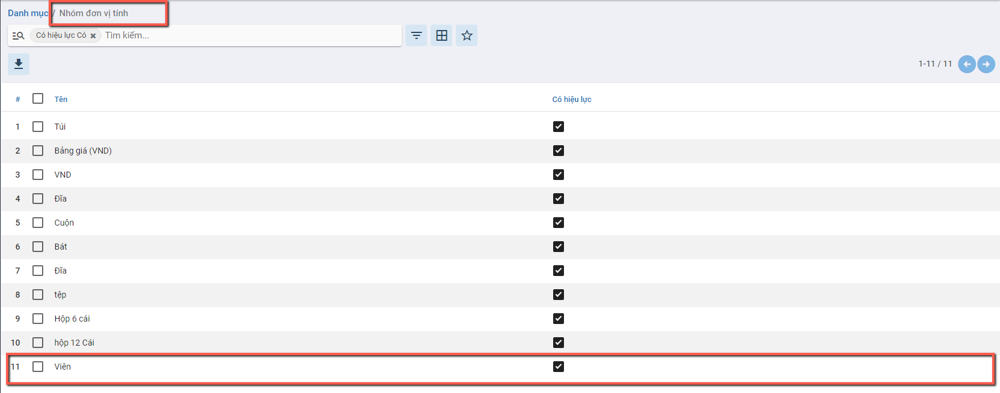 Danh mục / Nhóm đơn vị tính
Có hiệu lực Có × Tìm kiếm...
1-11 / 11
# Tên Có hiệu lực
1 Túi
2 Bảng giá (VND)
3 VND
4 Đĩa
5 Cuộn
6 Bát
7 Đĩa
8 tệp
9 Hộp 6 cái
10 hộp 12 Cái
11 Viên